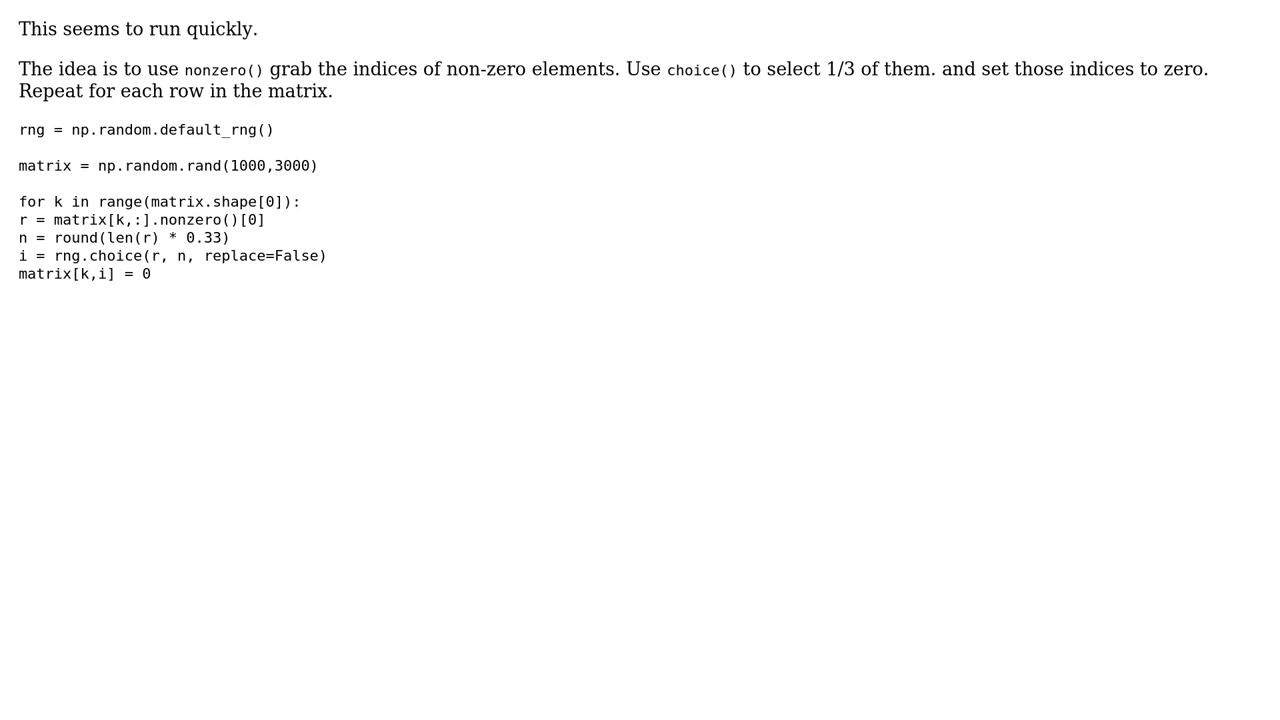 This seems to run quickly.
The idea is to use nonzero() grab the indices of non-zero elements. Use choice() to select 1/3 of them. and set those indices to zero.
Repeat for each row in the matrix.
rng = np.random.default_rng()
matrix = np.random.rand(1000,3000)
for k in range(matrix.shape[0]):
r = matrix[k,:].nonzero()[0]
n = round(len(r) * 0.33)
i = rng.choice(r, n, replace=False)
matrix[k,i] = 0